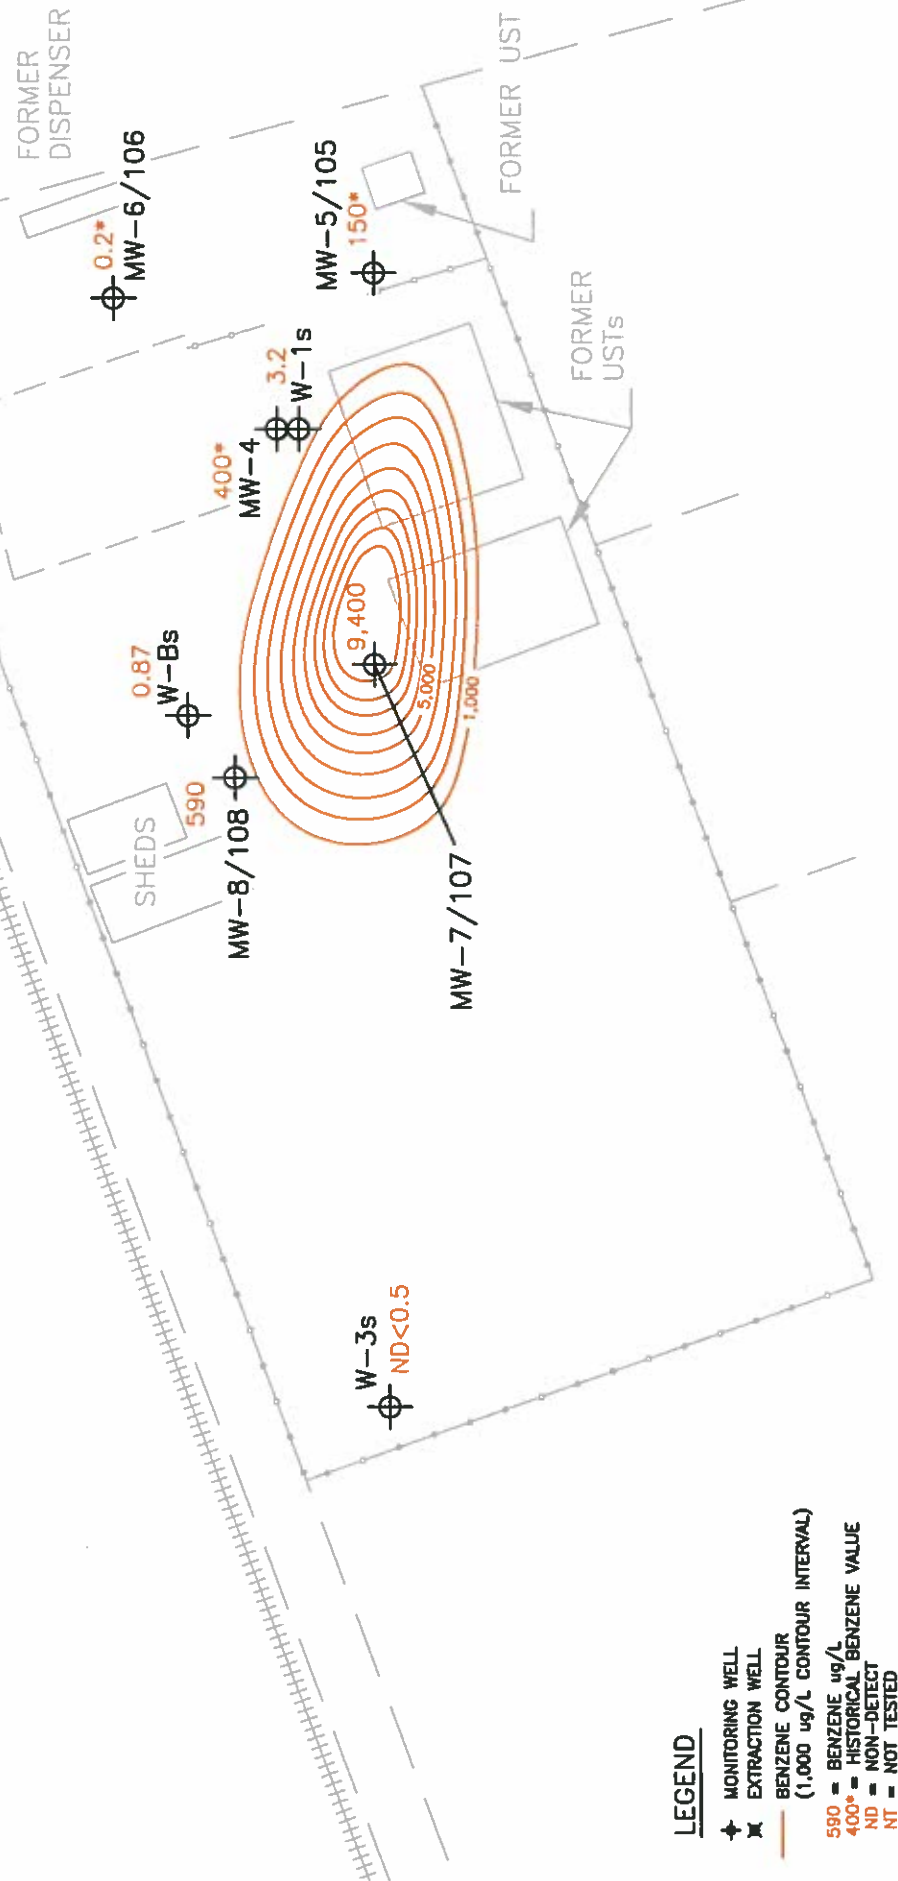 FORMER
DISPENSER
0.2*
MW-6/106
MW-5/105
150*
FORMER UST
3.2
W-1s
400*
MW-4
FORMER
USTs
0.87
W-Bs
590
MW-8/108
SHEDS
9,400
5,000
1,000
MW-7/107
W-3s
ND<0.5
LEGEND
MONITORING WELL
EXTRACTION WELL
BENZENE CONTOUR
(1,000 ug/L CONTOUR INTERVAL)
590 = BENZENE ug/L
400* = HISTORICAL BENZENE VALUE
ND = NON-DETECT
NT = NOT TESTED